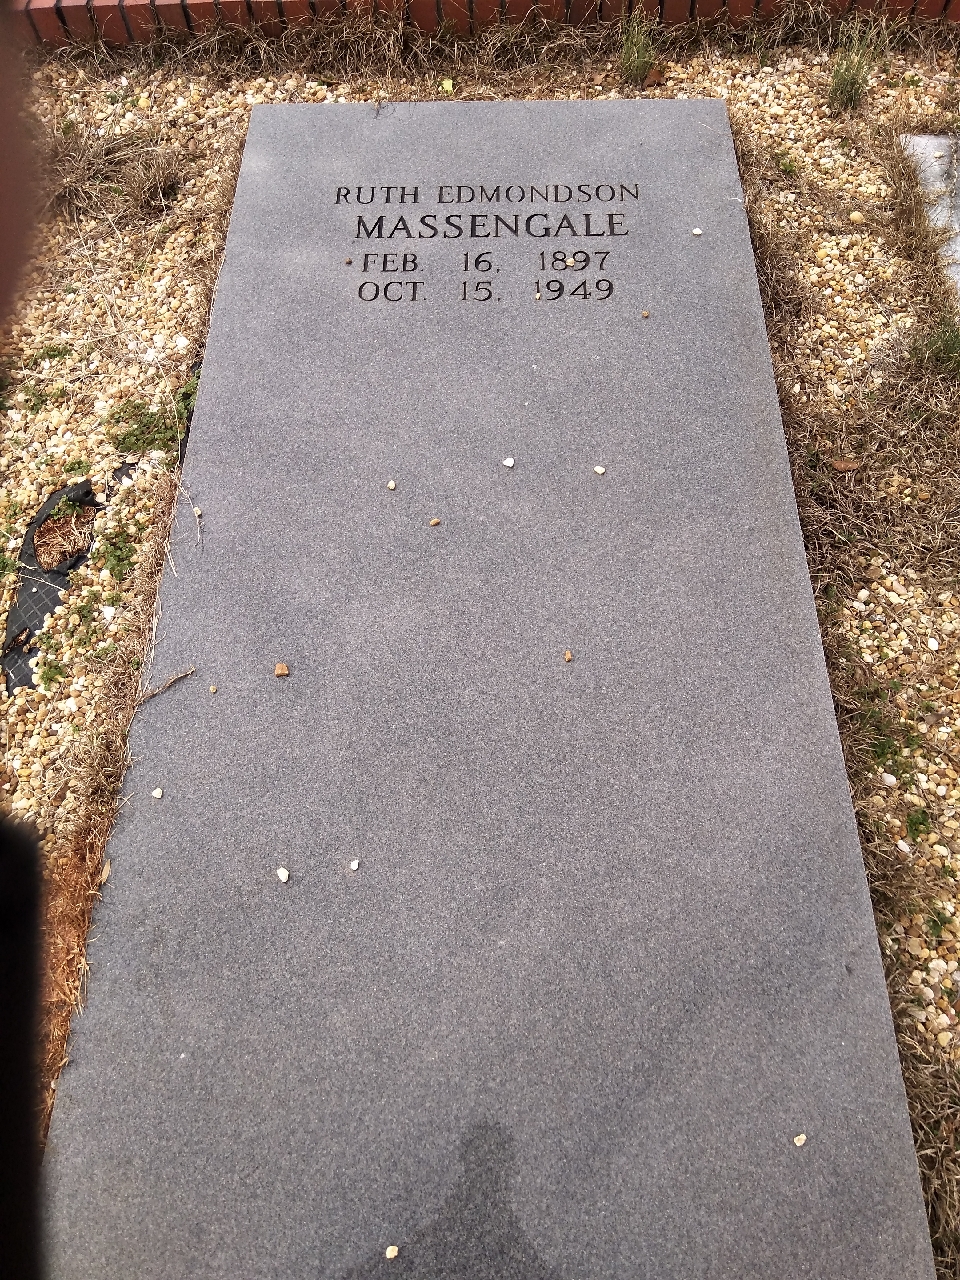 RUTH EDMONDSON
MASSENGALE
FEB. 16, 1897
OCT. 15, 1949